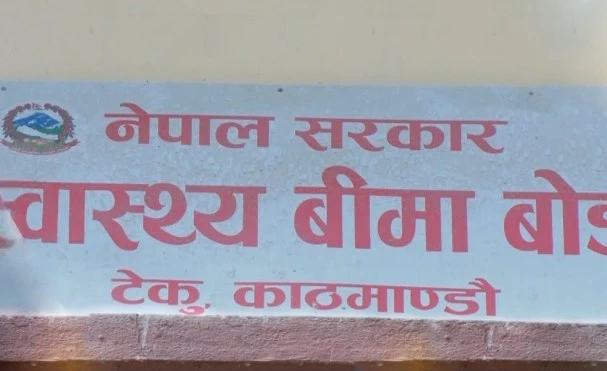 नेपाल सरकार
स्वास्थ्य बीमा बोर्ड
टेकु, काठमाण्डौ